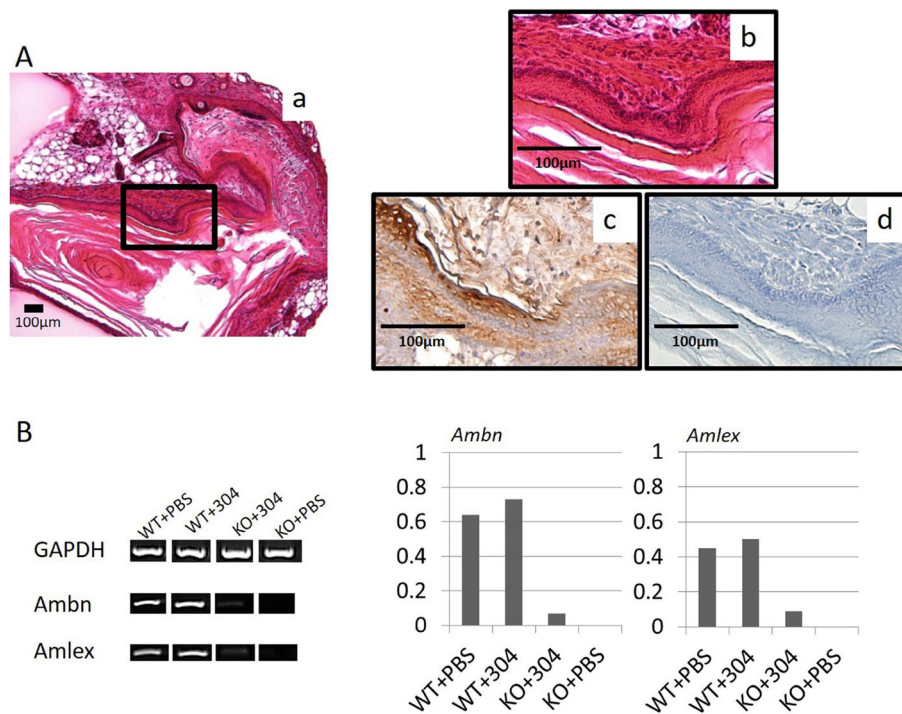 A
a
100μm
b
100μm
c
100μm
d
100μm
B
WT+PBS
WT+304
KO+304
KO+PBS
GAPDH
Ambn
Amlex
Ambn
1
0.8
0.6
0.4
0.2
0
WT+PBS
WT+304
KO+304
KO+PBS
Amlex
1
0.8
0.6
0.4
0.2
0
WT+PBS
WT+304
KO+304
KO+PBS